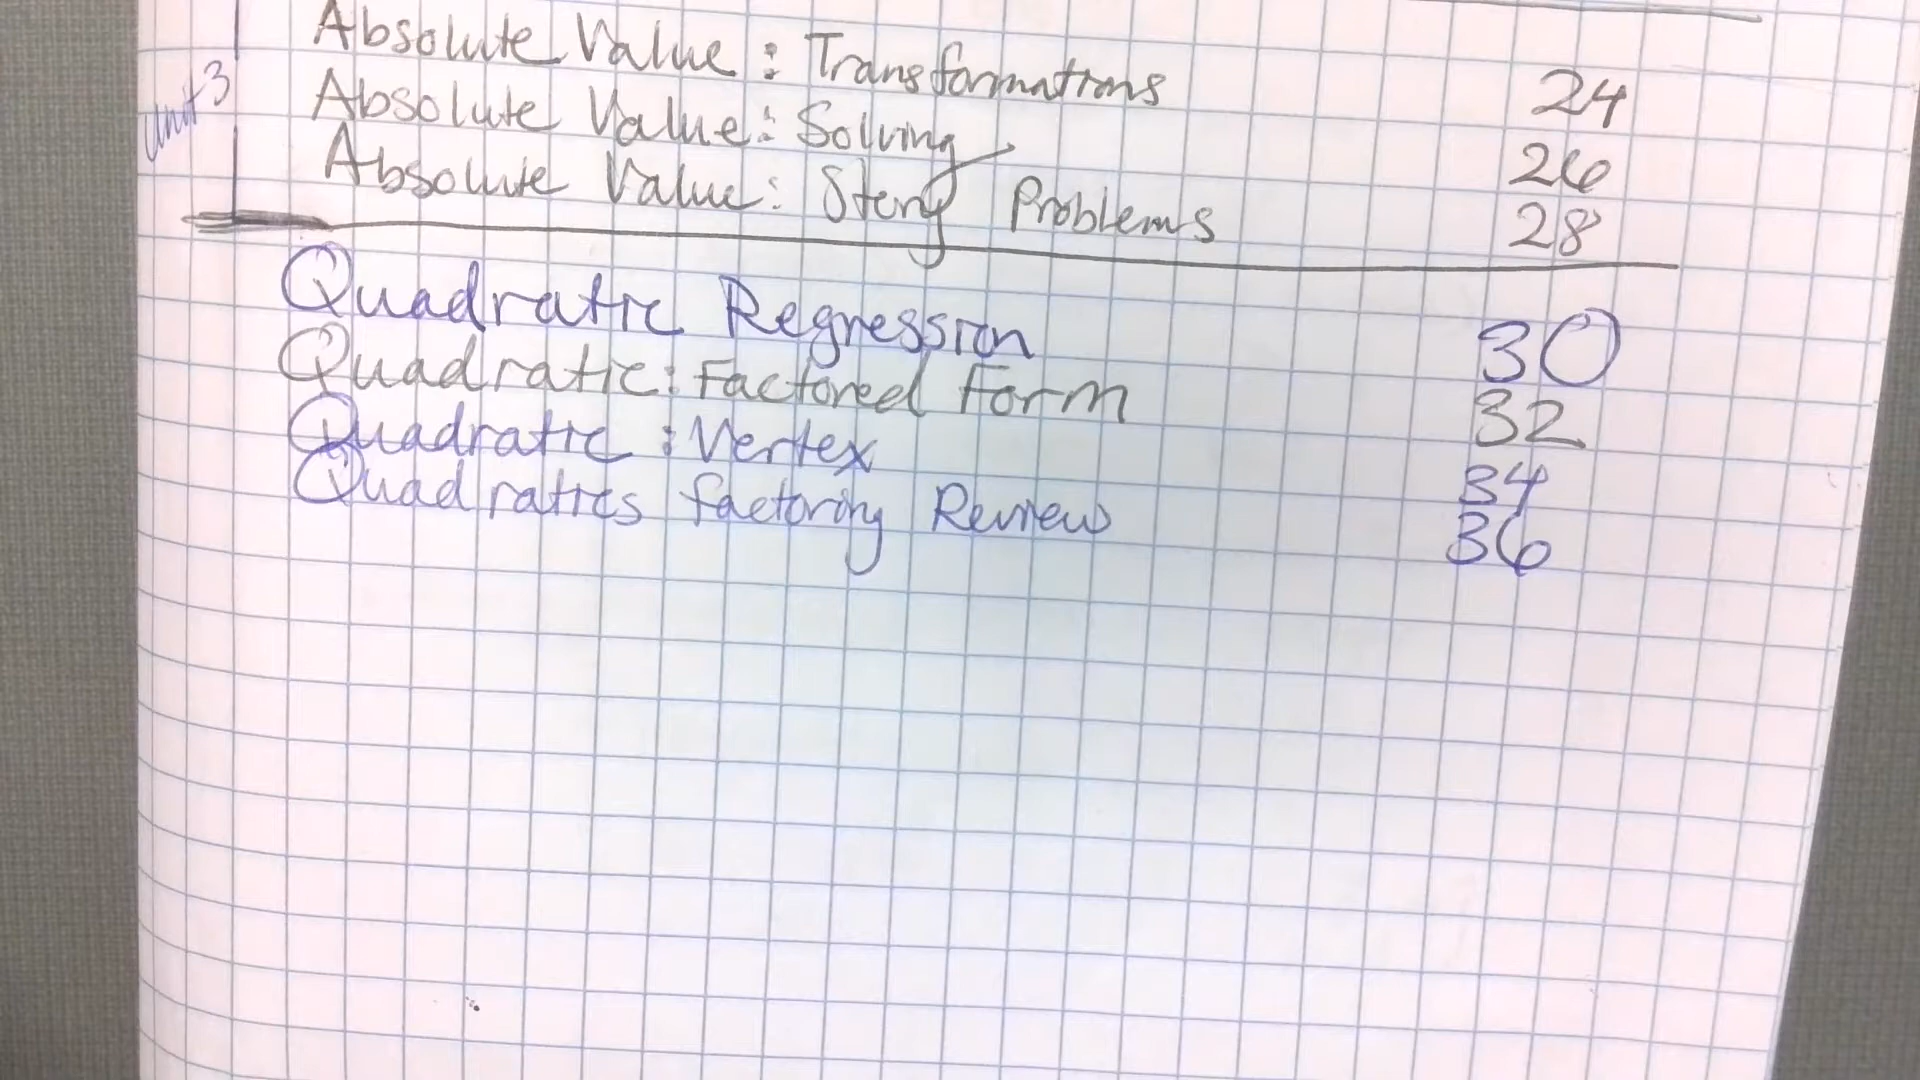 Absolute Value: Transformations 24
Unit 3
Absolute Value: Solving 26
Absolute Value: Story Problems 28
Quadratic Regression 30
Quadratic: Factored Form 32
Quadratic: Vertex 34
Quadratics factoring Review 36